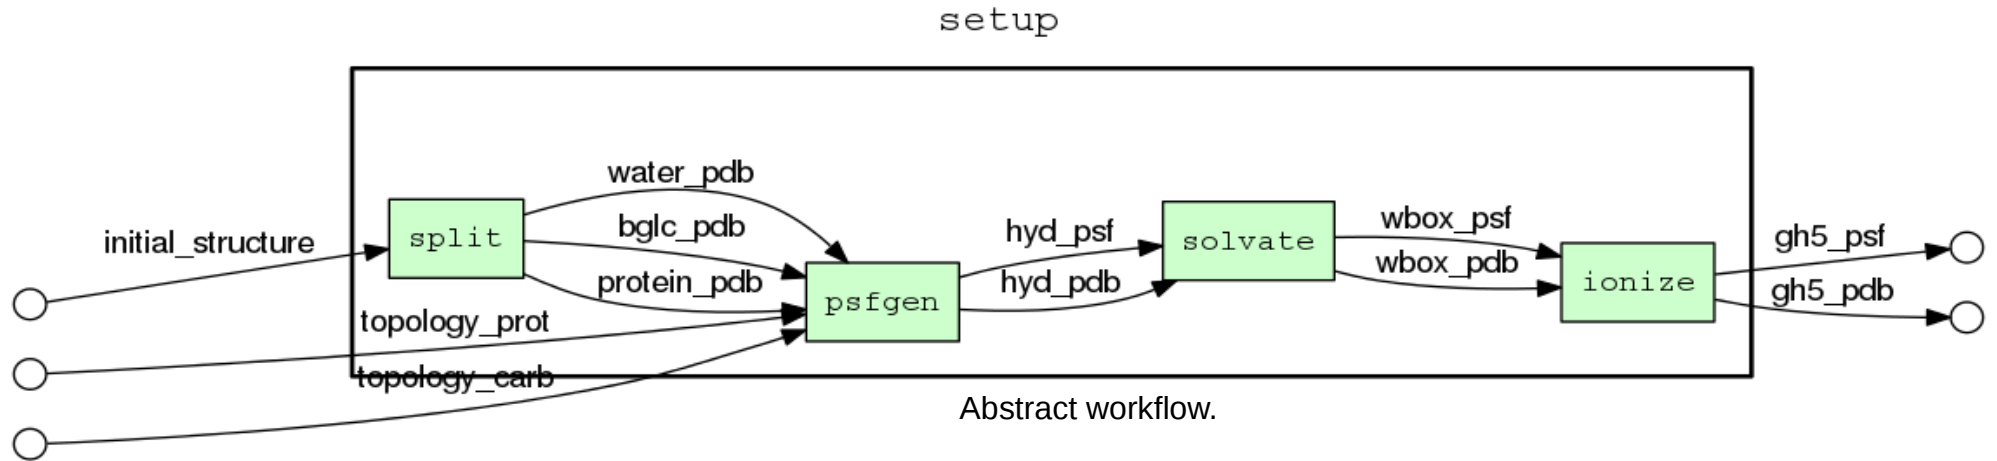 setup
water_pdb
bglc_pdb
initial_structure
split
protein_pdb
psfgen
topology_prot
topology_carb
hyd_psf
hyd_pdb
solvate
wbox_psf
wbox_pdb
ionize
gh5_psf
gh5_pdb
Abstract workflow.